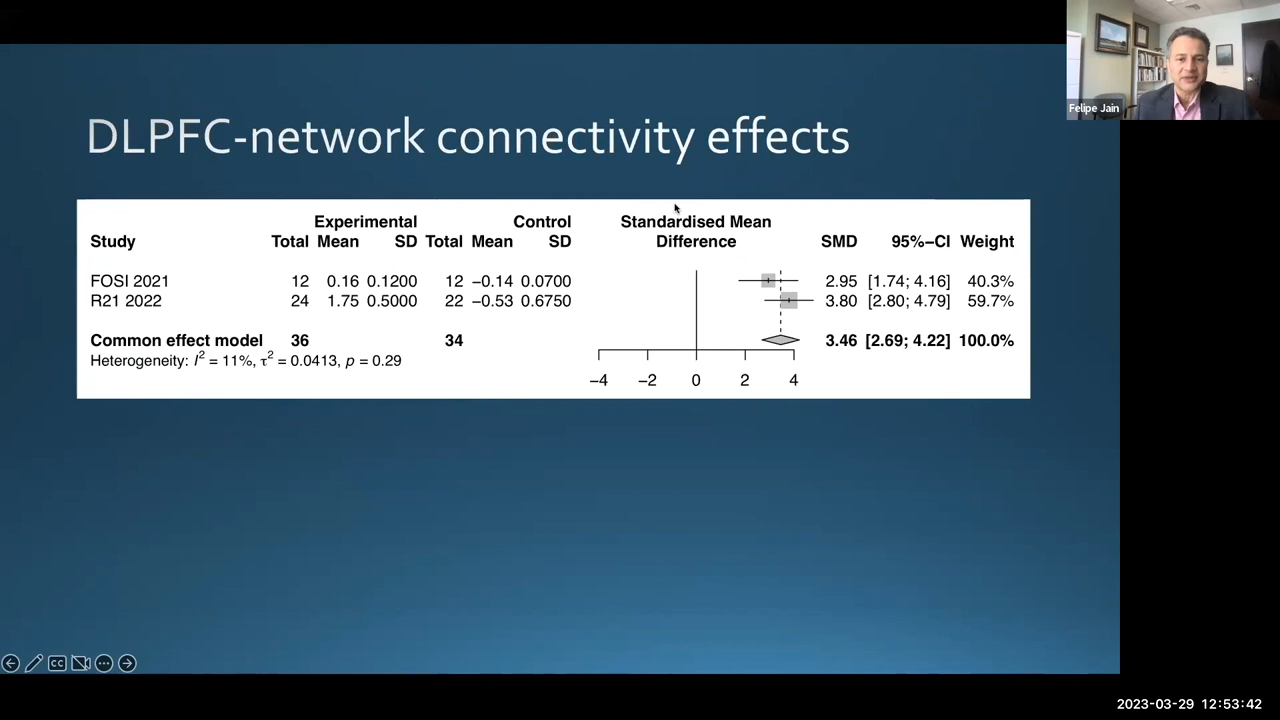 Felipe Jain
DLPFC-network connectivity effects
Experimental Control Standardised Mean
Study Total Mean SD Total Mean SD Difference SMD 95%−CI Weight
FOSI 2021 12 0.16 0.1200 12 −0.14 0.0700 2.95 [1.74; 4.16] 40.3%
R21 2022 24 1.75 0.5000 22 −0.53 0.6750 3.80 [2.80; 4.79] 59.7%
Common effect model 36 34 3.46 [2.69; 4.22] 100.0%
Heterogeneity: I² = 11%, τ² = 0.0413, p = 0.29
−4 −2 0 2 4
CC
2023-03-29 12:53:42